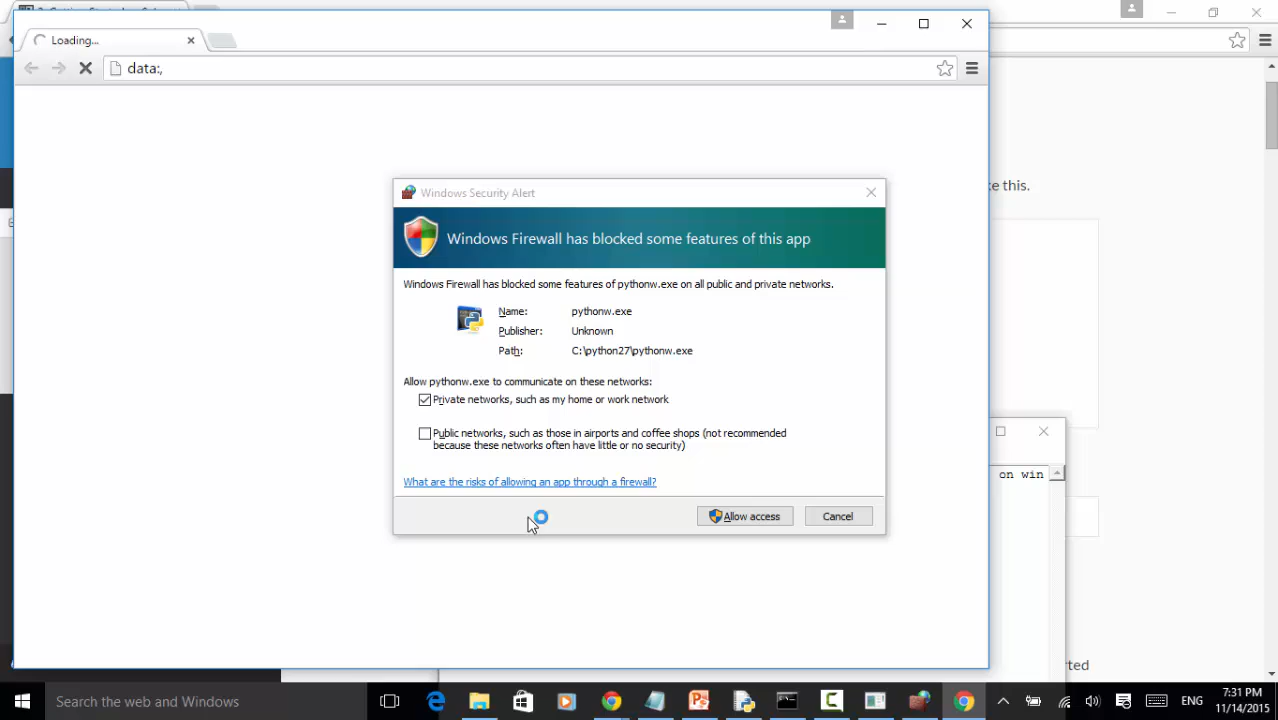 Loading...
data:,
ke this.
Windows Security Alert
Windows Firewall has blocked some features of this app
Windows Firewall has blocked some features of pythonw.exe on all public and private networks.
Name: pythonw.exe
Publisher: Unknown
Path: C:\python27\pythonw.exe
Allow pythonw.exe to communicate on these networks:
Private networks, such as my home or work network
Public networks, such as those in airports and coffee shops (not recommended
because these networks often have little or no security)
on win
What are the risks of allowing an app through a firewall?
Allow access Cancel
rted
Search the web and Windows
ENG
7:31 PM
11/14/2015